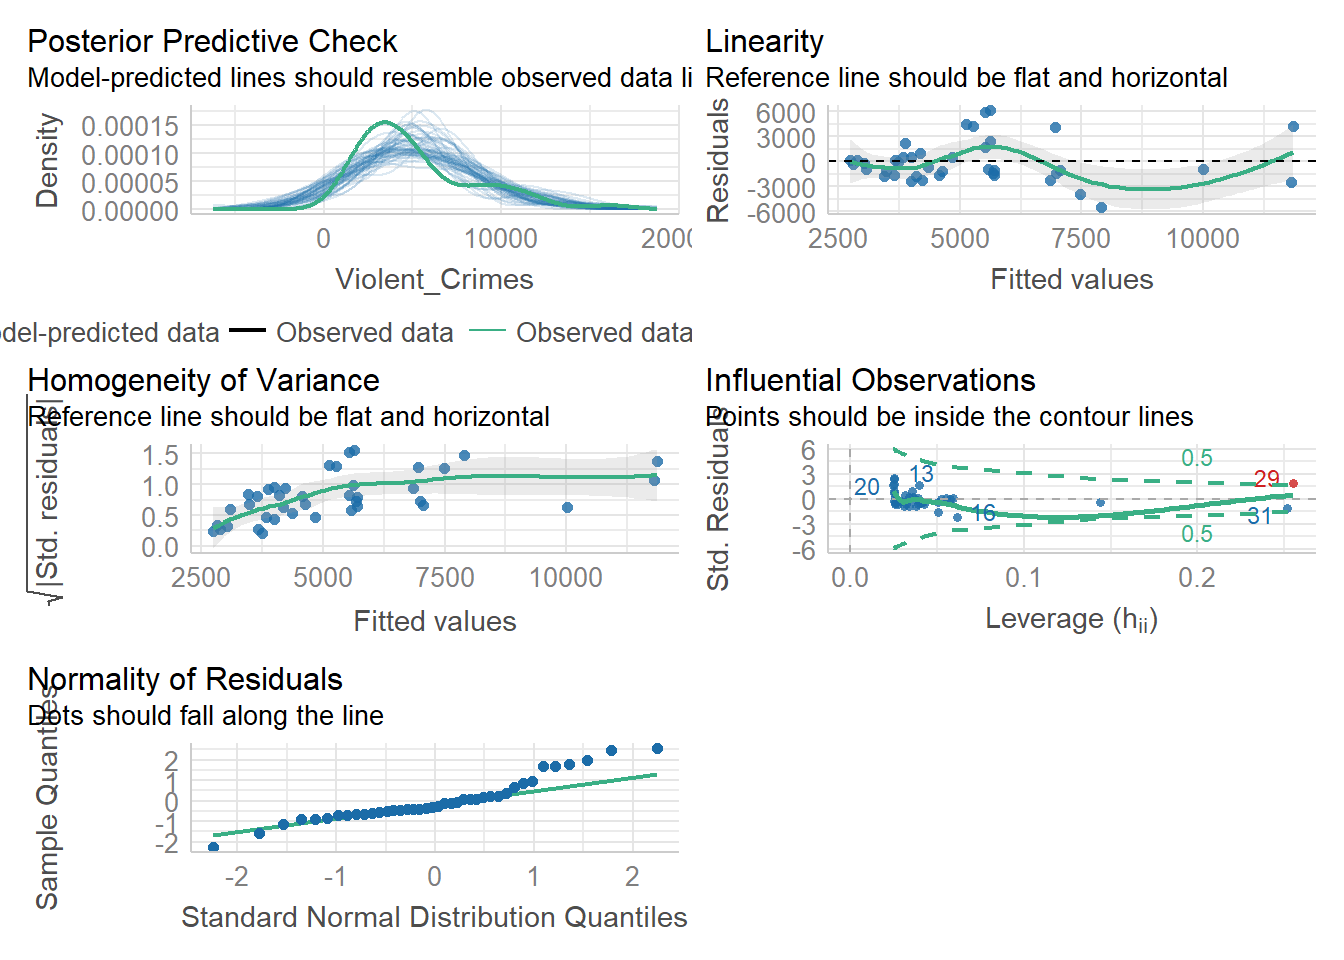 Posterior Predictive Check
Model-predicted lines should resemble observed data li
Density
0.00015
0.00010
0.00005
0.00000
0
10000
2000
Violent_Crimes
del-predicted data
Observed data
Observed data
Linearity
Reference line should be flat and horizontal
Residuals
6000
3000
0
-3000
-6000
2500
5000
7500
10000
Fitted values
Homogeneity of Variance
Reference line should be flat and horizontal
√|Std. residuals|
1.5
1.0
0.5
0.0
2500
5000
7500
10000
Fitted values
Influential Observations
Points should be inside the contour lines
Std. Residuals
6
3
0
-3
-6
20
13
16
0.5
29
31
0.5
0.0
0.1
0.2
Leverage (hii)
Normality of Residuals
Dots should fall along the line
Sample Quantiles
2
1
0
-1
-2
-2
-1
0
1
2
Standard Normal Distribution Quantiles